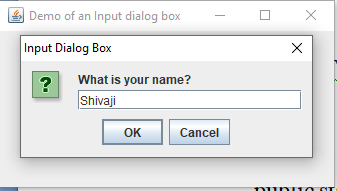 Demo of an Input dialog box
Input Dialog Box
?
What is your name?
Shivaji
OK Cancel